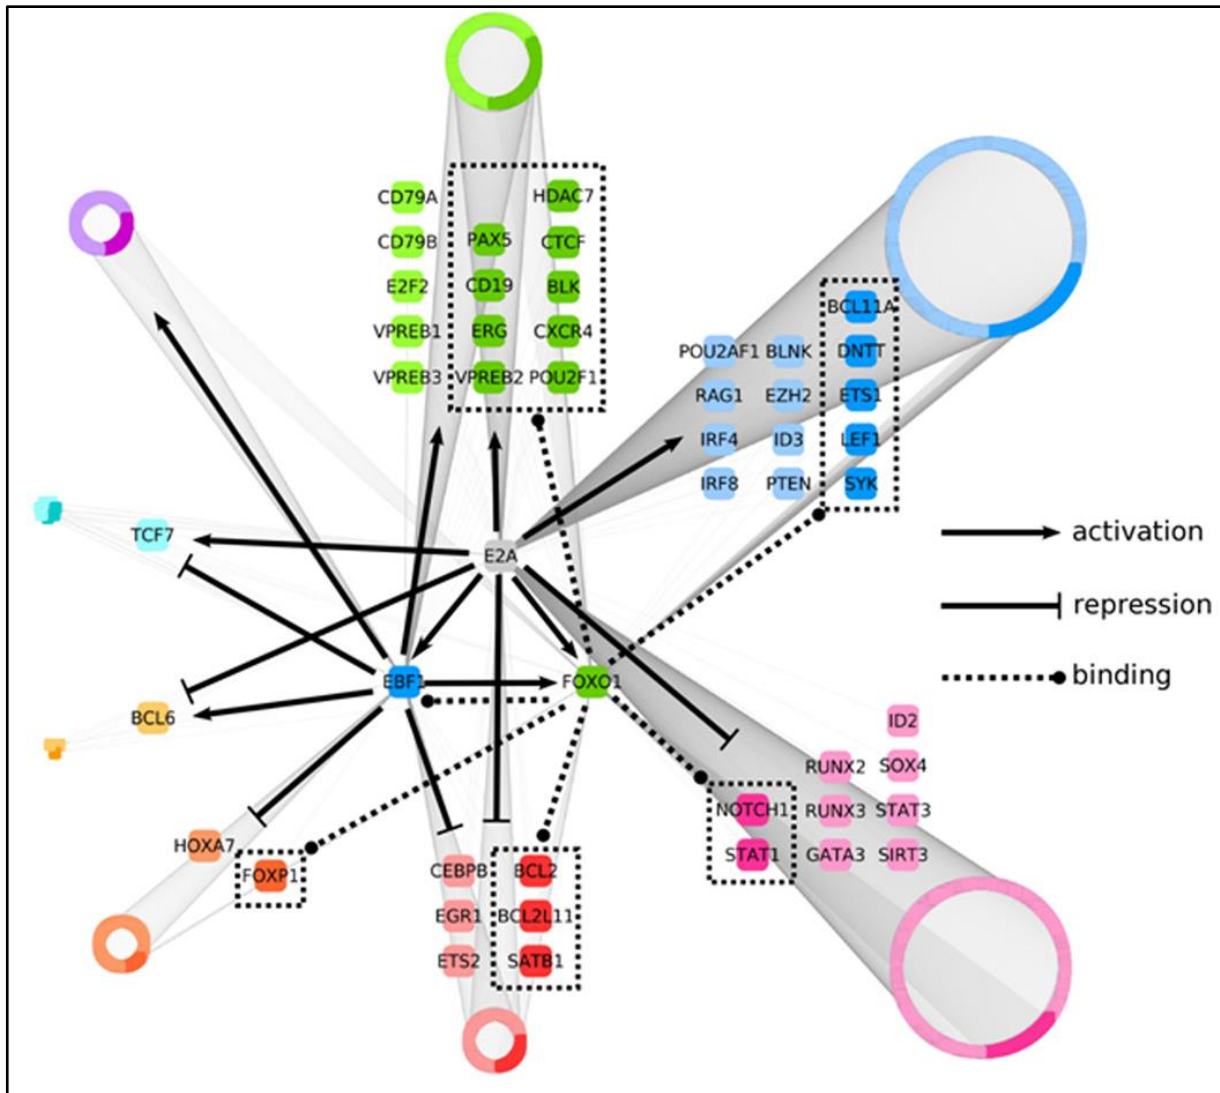 CD79A
HDAC7
CD79B
PAX5
CTCF
E2F2
CD19
BLK
VPREB1
ERG
CXCR4
VPREB3
VPREB2
POU2F1
BCL11A
POU2AF1
BLNK
DNTT
RAG1
EZH2
ETS1
IRF4
ID3
LEF1
IRF8
PTEN
SYK
activation
repression
binding
TCF7
E2A
EBF1
FOXO1
BCL6
HOXA7
FOXP1
CEBPB
BCL2
EGR1
BCL2L11
ETS2
SATB1
ID2
RUNX2
SOX4
NOTCH1
RUNX3
STAT3
STAT1
GATA3
SIRT3